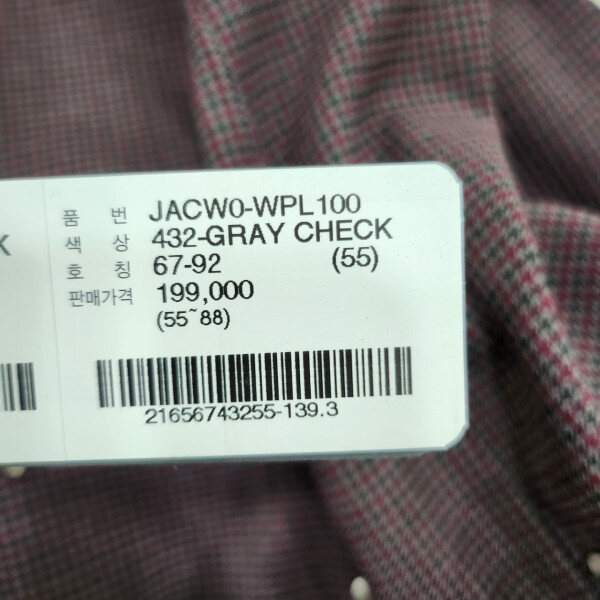 품 번 JACW0-WPL100
색 상 432-GRAY CHECK
호 칭 67-92 (55)
판매가격 199,000
(55~88)
21656743255-139.3
K